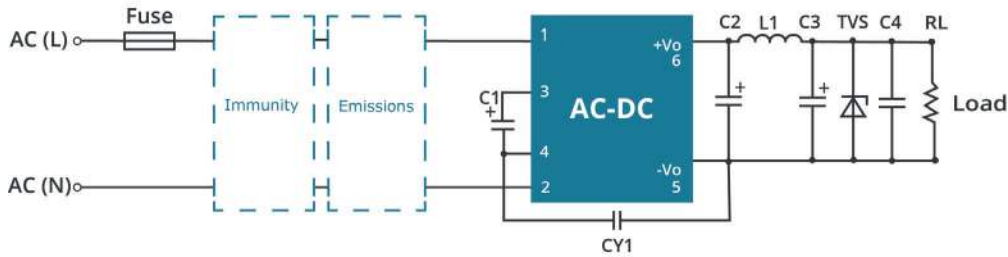 Fuse
C2 L1 C3 TVS C4 RL
AC (L)
1
+Vo
6
Immunity
Emissions
C1
+
3
AC-DC
+
+
Load
4
AC (N)
2
-Vo
5
CY1